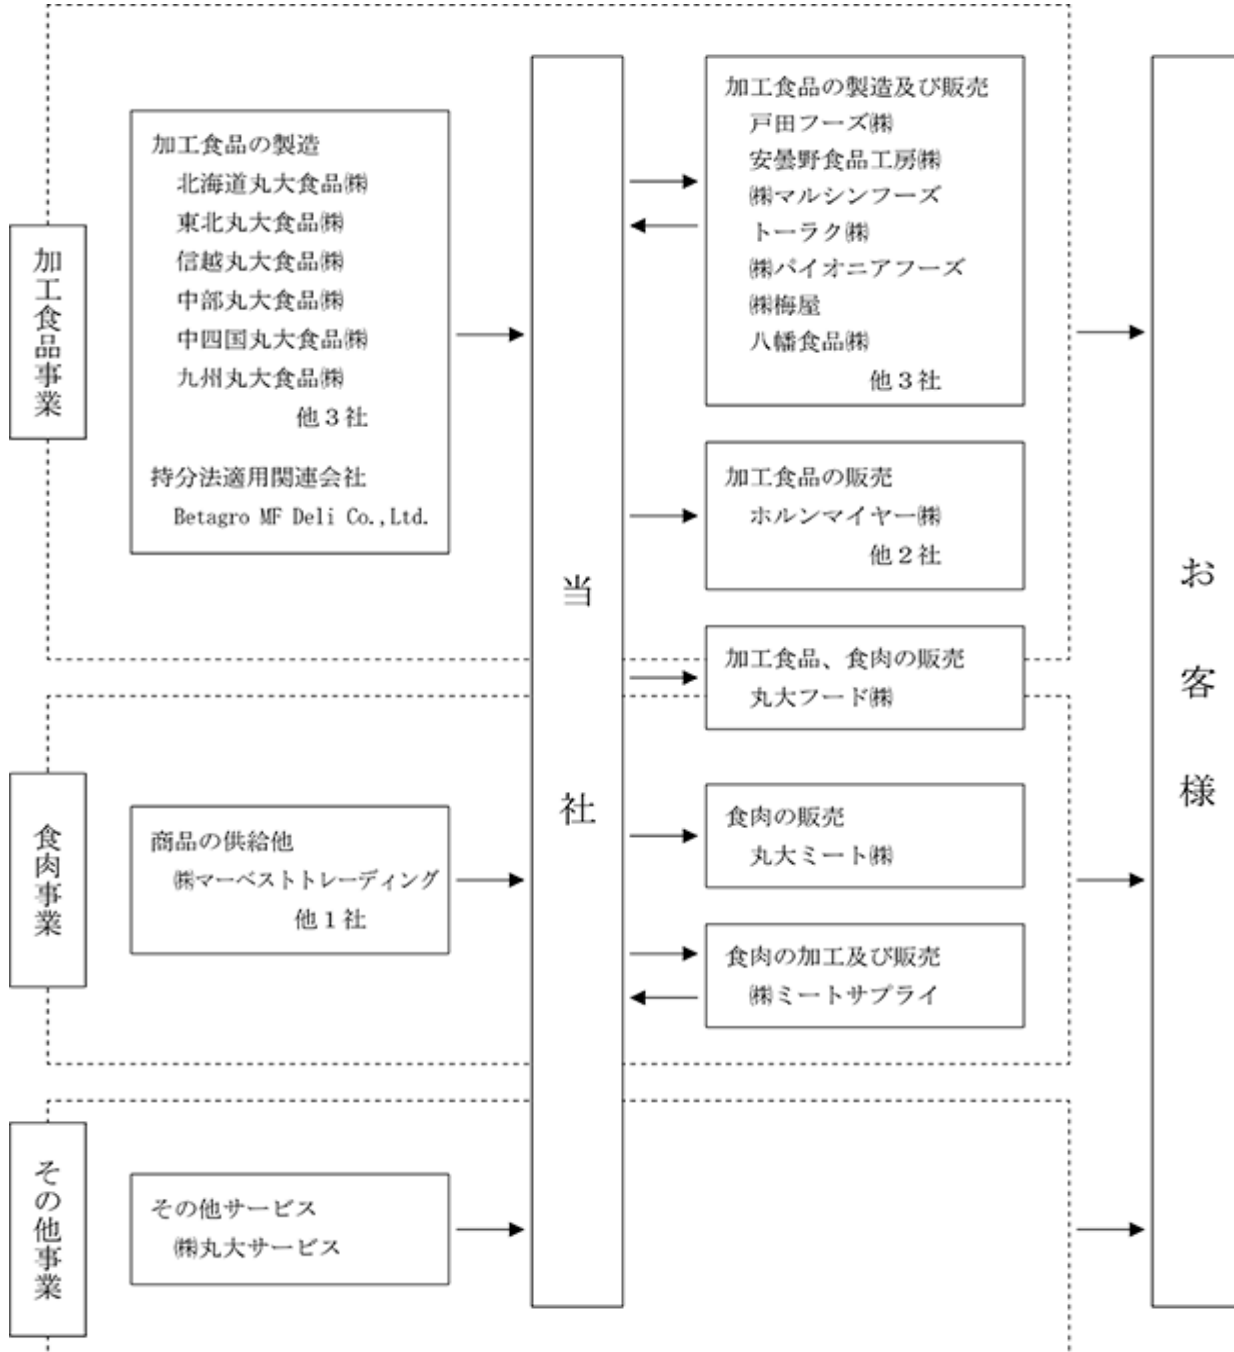 加工食品事業
加工食品の製造
北海道丸大食品㈱
東北丸大食品㈱
信越丸大食品㈱
中部丸大食品㈱
中四国丸大食品㈱
九州丸大食品㈱
他３社
持分法適用関連会社
Betagro MF Deli Co.,Ltd.
当社
加工食品の製造及び販売
戸田フーズ㈱
安曇野食品工房㈱
㈱マルシンフーズ
トーラク㈱
㈱パイオニアフーズ
㈱梅屋
八幡食品㈱
他３社
加工食品の販売
ホルンマイヤー㈱
他２社
加工食品、食肉の販売
丸大フード㈱
食肉事業
商品の供給他
㈱マーベストトレーディング
他１社
食肉の販売
丸大ミート㈱
食肉の加工及び販売
㈱ミートサプライ
その他事業
その他サービス
㈱丸大サービス
お客様